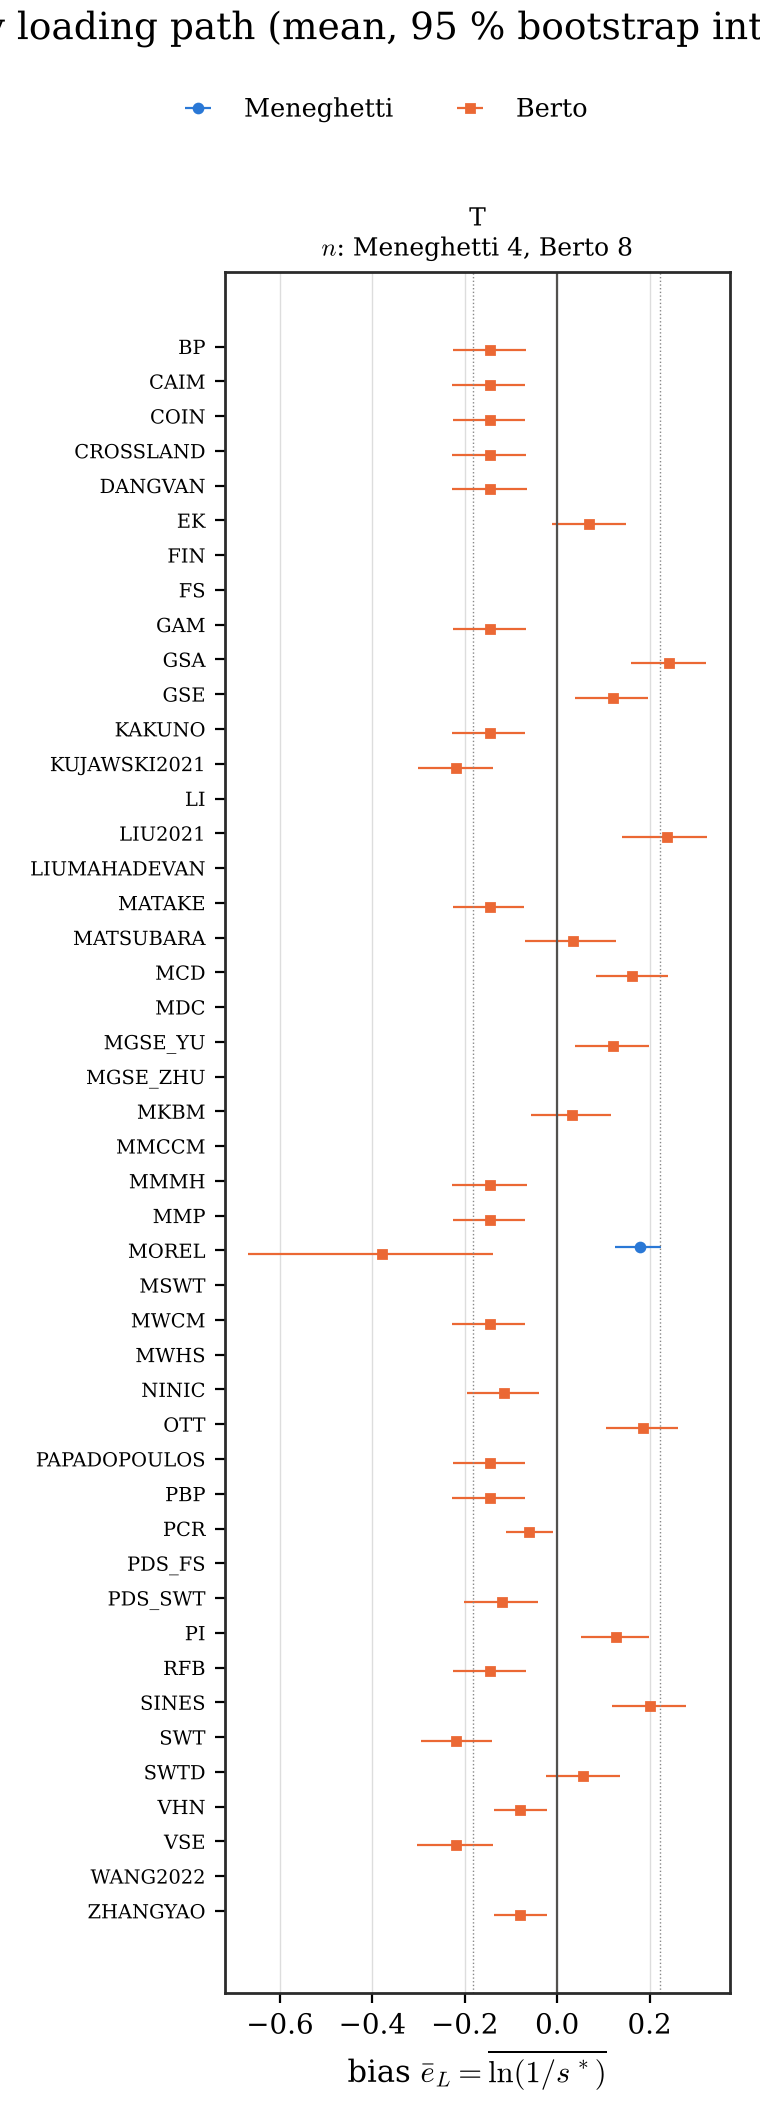 loading path (mean, 95 % bootstrap
Meneghetti Berto
T
n: Meneghetti 4, Berto 8
BP
CAIM
COIN
CROSSLAND
DANGVAN
EK
FIN
FS
GAM
GSA
GSE
KAKUNO
KUJAWSKI2021
LI
LIU2021
LIUMAHADEVAN
MATAKE
MATSUBARA
MCD
MDC
MGSE_YU
MGSE_ZHU
MKBM
MMCCM
MMMH
MMP
MOREL
MSWT
MWCM
MWHS
NINIC
OTT
PAPADOPOULOS
PBP
PCR
PDS_FS
PDS_SWT
PI
RFB
SINES
SWT
SWTD
VHN
VSE
WANG2022
ZHANGYAO
−0.6 −0.4 −0.2 0.0 0.2
bias ē_L = \overline{ln(1/s*)}